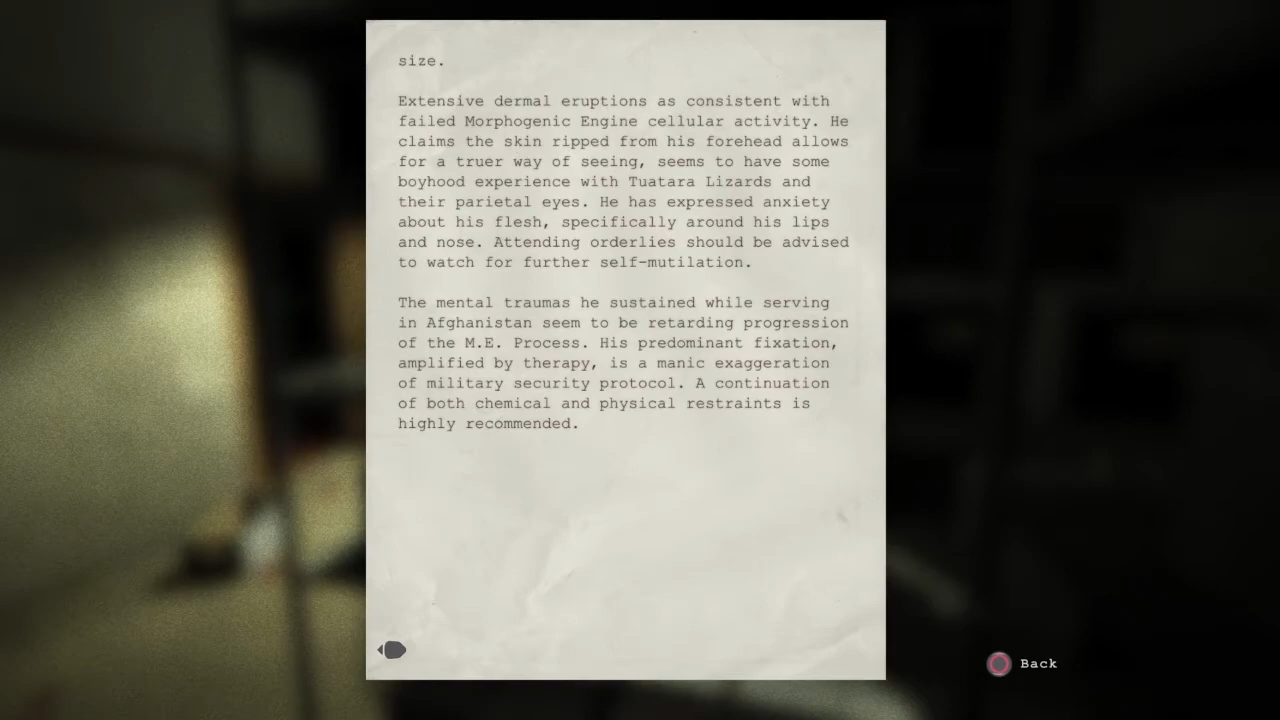 size.
Extensive dermal eruptions as consistent with
failed Morphogenic Engine cellular activity. He
claims the skin ripped from his forehead allows
for a truer way of seeing, seems to have some
boyhood experience with Tuatara Lizards and
their parietal eyes. He has expressed anxiety
about his flesh, specifically around his lips
and nose. Attending orderlies should be advised
to watch for further self-mutilation.
The mental traumas he sustained while serving
in Afghanistan seem to be retarding progression
of the M.E. Process. His predominant fixation,
amplified by therapy, is a manic exaggeration
of military security protocol. A continuation
of both chemical and physical restraints is
highly recommended.
Back